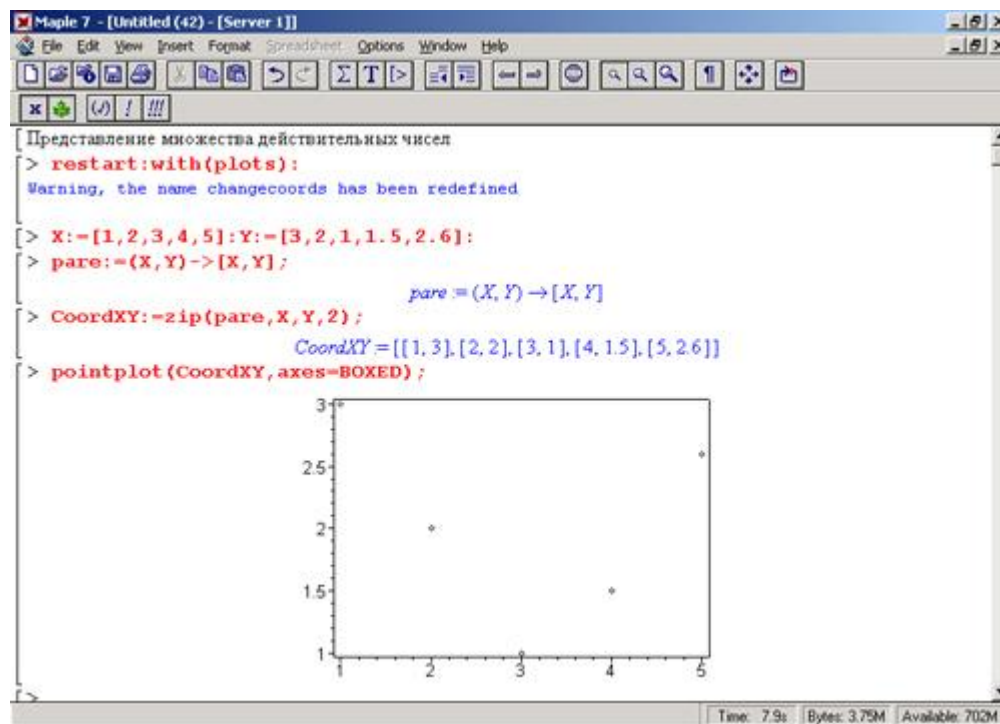 Maple 7 - [Untitled (42) - [Server 1]]
File Edit View Insert Format Spreadsheet Options Window Help
Представление множества действительных чисел
> restart:with(plots):
Warning, the name changecoords has been redefined
> X:=[1,2,3,4,5]:Y:=[3,2,1,1.5,2.6]:
> pare:=(X,Y)->[X,Y];
pare := (X, Y) → [X, Y]
> CoordXY:=zip(pare,X,Y,2);
CoordXY := [[1, 3], [2, 2], [3, 1], [4, 1.5], [5, 2.6]]
> pointplot(CoordXY,axes=BOXED);
3
2.5
2
1.5
1
1 2 3 4 5
>
Time: 7.9s Bytes: 3.75M Available: 702M